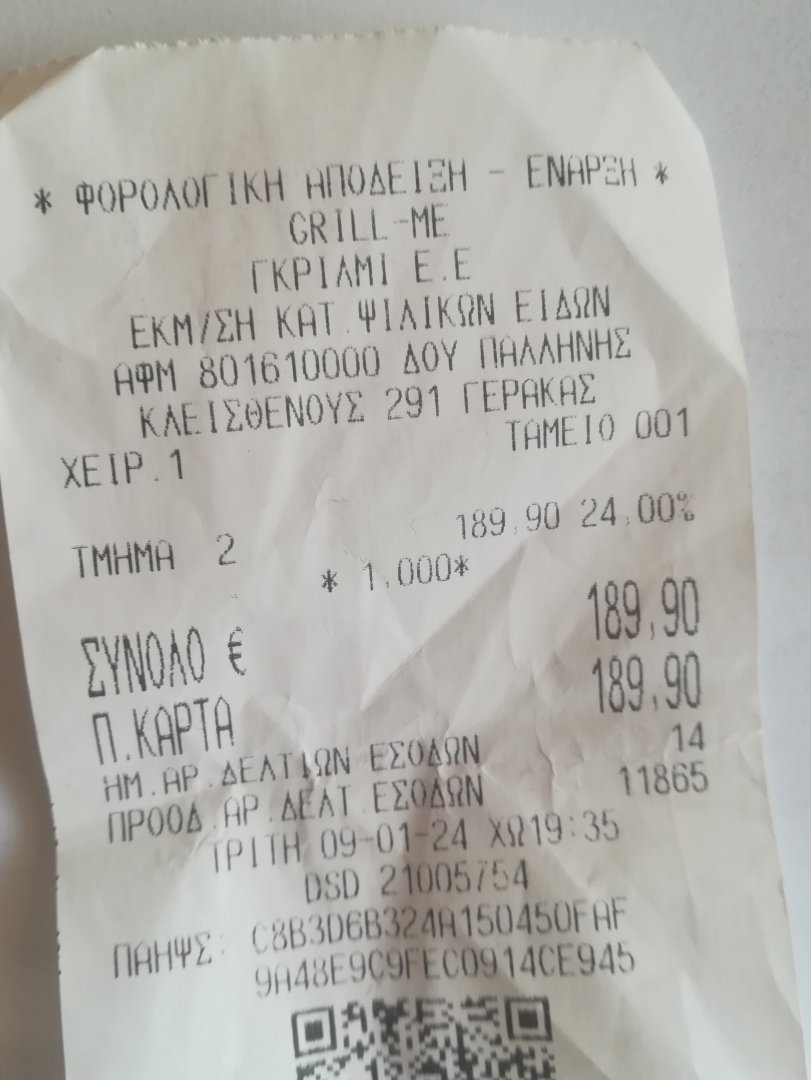 * ΦΟΡΟΛΟΓΙΚΗ ΑΠΟΔΕΙΞΗ - ΕΝΑΡΞΗ *
GRILL-ME
ΓΚΡΙΛΜΙ Ε.Ε
ΕΚΜ/ΣΗ ΚΑΤ.ΨΙΛΙΚΩΝ ΕΙΔΩΝ
ΑΦΜ 801610000 ΔΟΥ ΠΑΛΛΗΝΗΣ
ΚΛΕΙΣΘΕΝΟΥΣ 291 ΓΕΡΑΚΑΣ
ΧΕΙΡ.1 ΤΑΜΕΙΟ 001
ΤΜΗΜΑ 2 189,90 24,00%
* 1,000*
ΣΥΝΟΛΟ € 189,90
Π.ΚΑΡΤΑ 189,90
ΗΜ.ΑΡ.ΔΕΛΤΙΩΝ ΕΣΟΔΩΝ 14
ΠΡΟΟΔ.ΑΡ.ΔΕΛΤ.ΕΣΟΔΩΝ 11865
ΤΡΙΤΗ 09-01-24 ΧΩ19:35
DSD 21005754
ΠΑΗΨΣ: C8B3D6B324A150450FAF
9A48E9C9FEC0914CE945